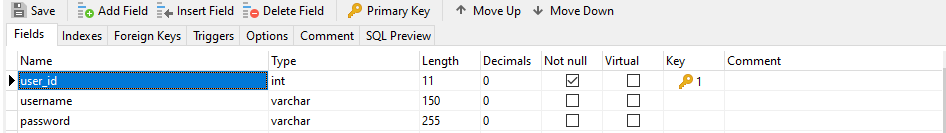 Save Add Field Insert Field Delete Field Primary Key Move Up Move Down
Fields Indexes Foreign Keys Triggers Options Comment SQL Preview
Name Type Length Decimals Not null Virtual Key Comment
user_id int 11 0 1
username varchar 150 0
password varchar 255 0